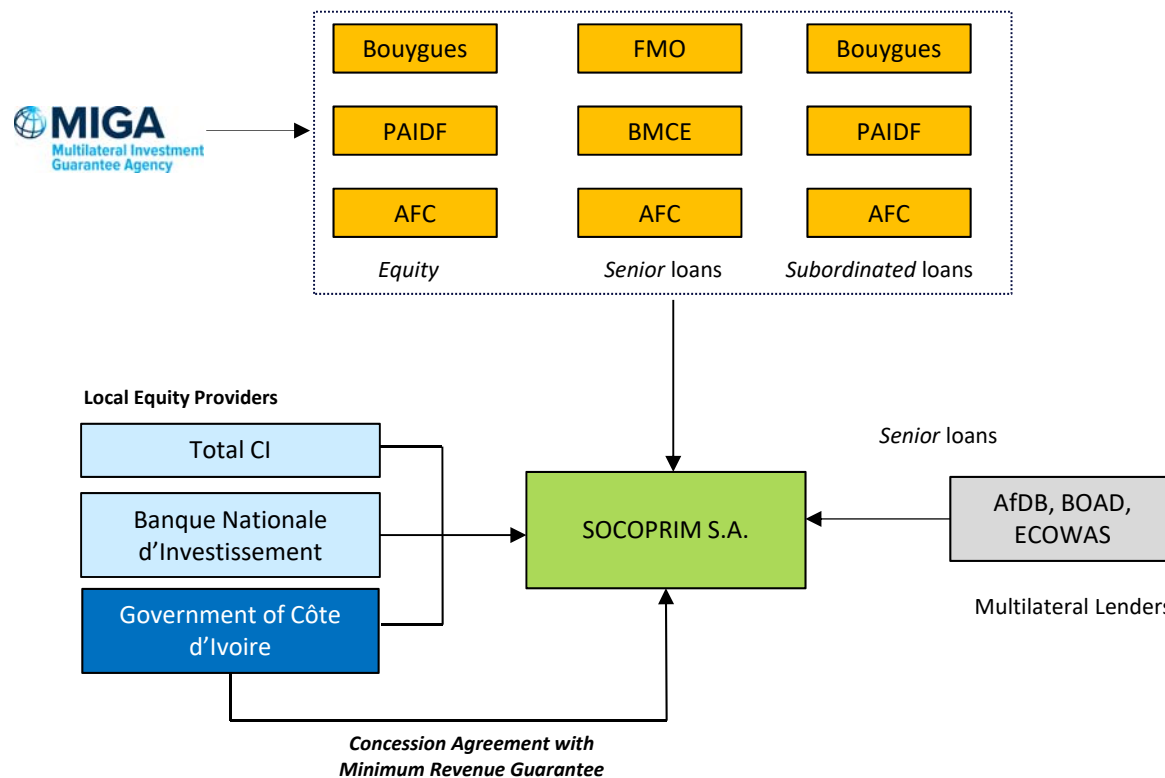 Bouygues
FMO
Bouygues
MIGA
Multilateral Investment
Guarantee Agency
PAIDF
BMCE
PAIDF
AFC
AFC
AFC
Equity
Senior loans
Subordinated loans
Local Equity Providers
Total CI
Banque Nationale
d’Investissement
Government of Côte
d’Ivoire
SOCOPRIM S.A.
Senior loans
AfDB, BOAD,
ECOWAS
Multilateral Lenders
Concession Agreement with
Minimum Revenue Guarantee